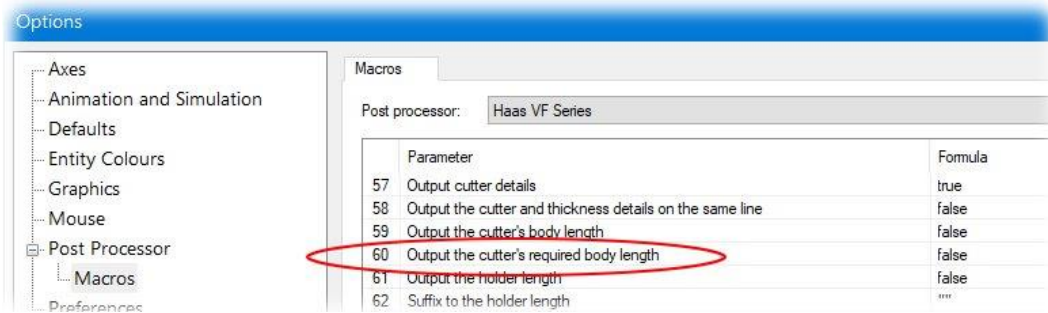 Options
Axes
Animation and Simulation
Defaults
Entity Colours
Graphics
Mouse
Post Processor
Macros
Preferences
Macros
Post processor: Haas VF Series
Parameter Formula
57 Output cutter details true
58 Output the cutter and thickness details on the same line false
59 Output the cutter's body length false
60 Output the cutter's required body length false
61 Output the holder length false
62 Suffix to the holder length ""